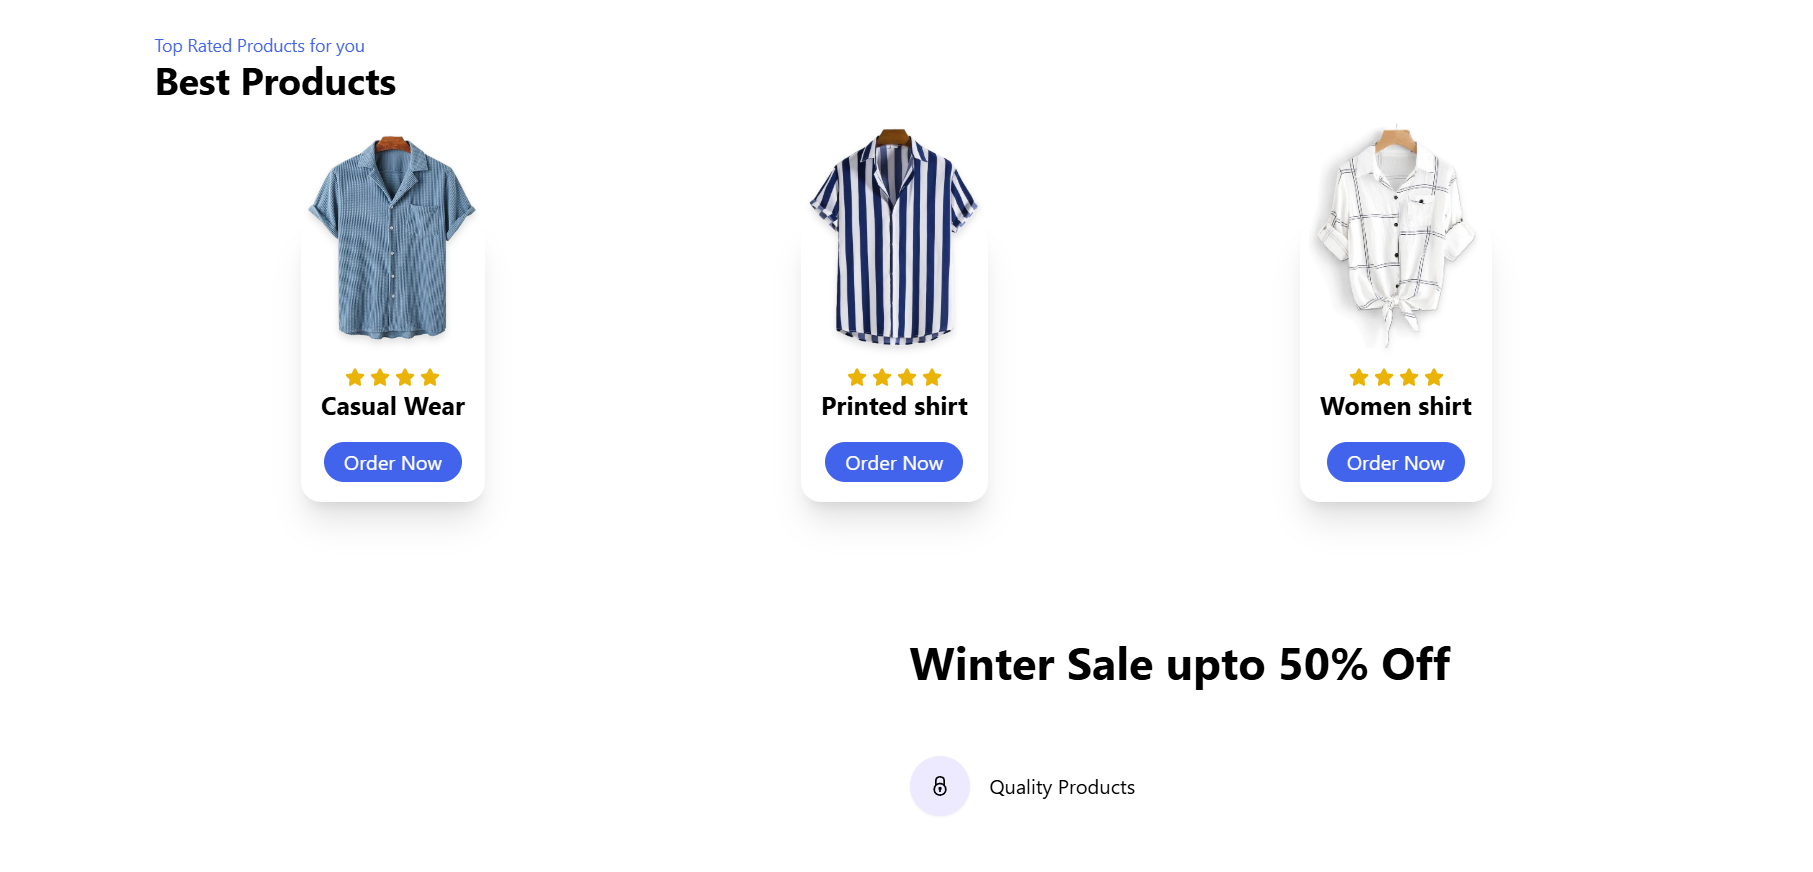 Top Rated Products for you
Best Products
Casual Wear
Order Now
Printed shirt
Order Now
Women shirt
Order Now
Winter Sale upto 50% Off
Quality Products